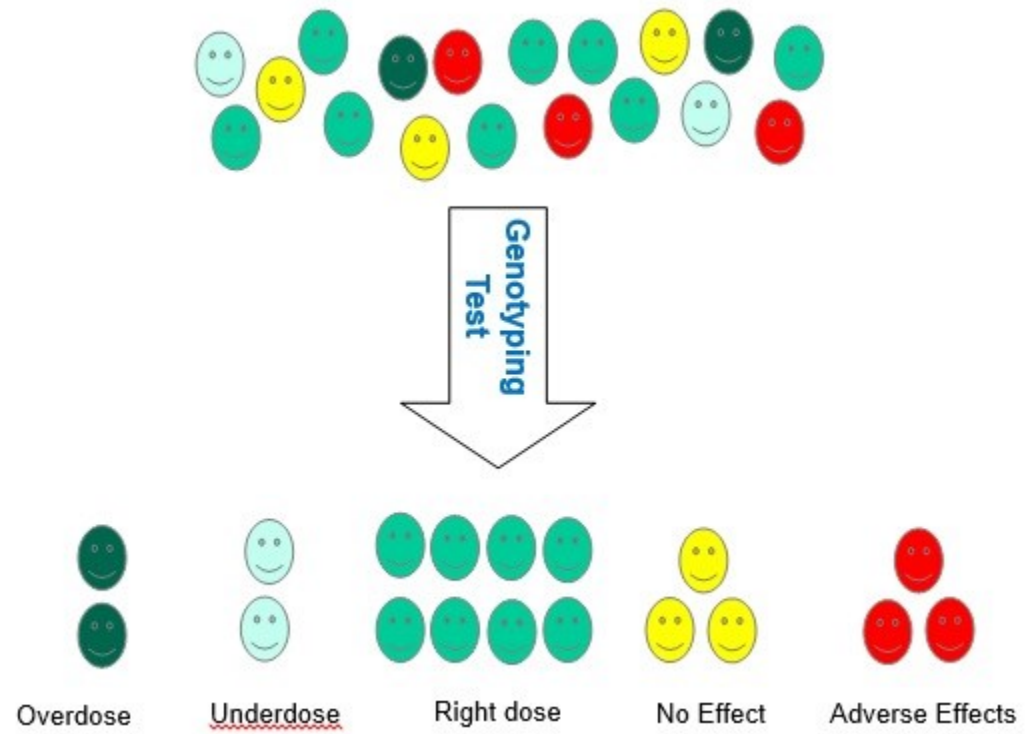 Genotyping
Test
Overdose
Underdose
Right dose
No Effect
Adverse Effects